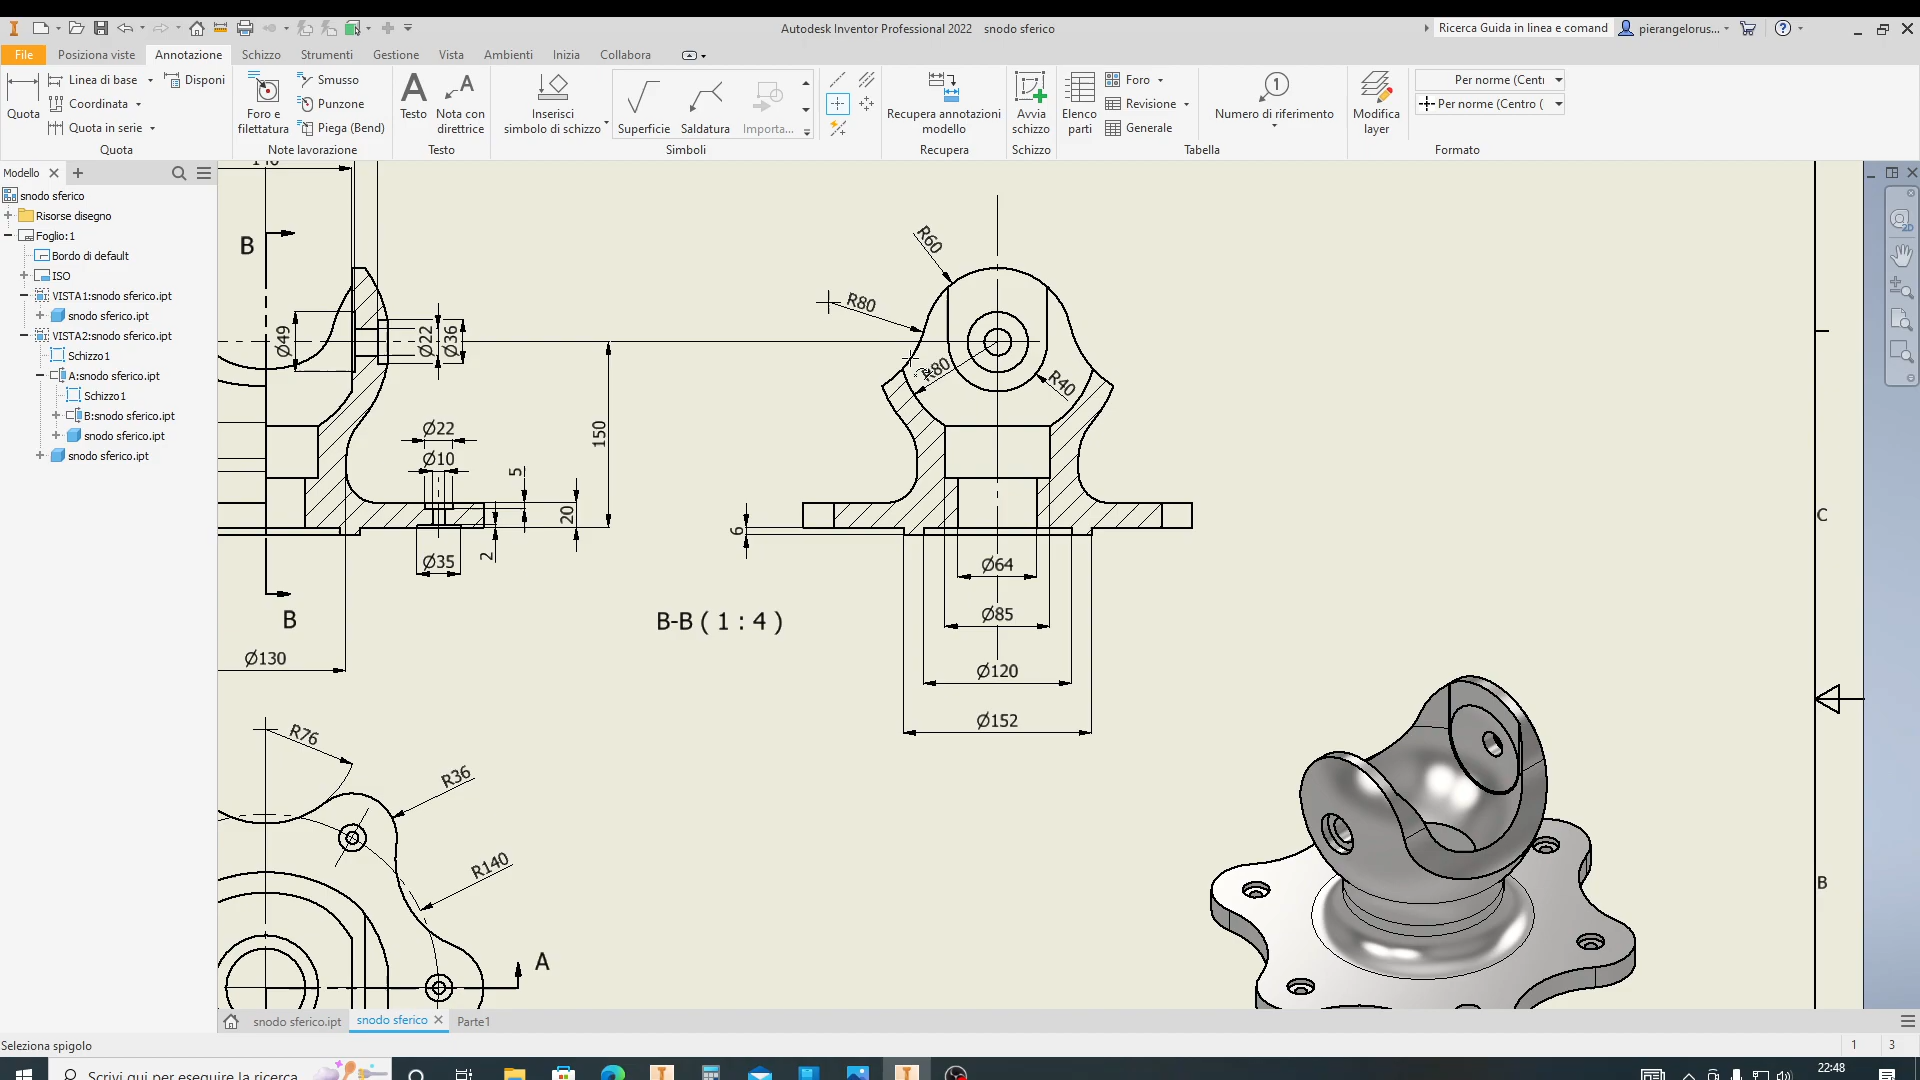 Autodesk Inventor Professional 2022 snodo sferico
Ricerca Guida in linea e comand
pierangelorus...
File
Posiziona viste
Annotazione
Schizzo
Strumenti
Gestione
Vista
Ambienti
Inizia
Collabora
Quota
Linea di base
Disponi
Coordinata
Quota in serie
Quota
Foro e filettatura
Smusso
Punzone
Piega (Bend)
Note lavorazione
Testo
Nota con direttrice
Testo
Inserisci simbolo di schizzo
Superficie
Saldatura
Importa...
Simboli
Recupera annotazioni modello
Recupera
Avvia schizzo
Schizzo
Elenco parti
Foro
Revisione
Generale
Numero di riferimento
Tabella
Modifica layer
Per norme (Centr
Per norme (Centro (
Formato
Modello
snodo sferico
Risorse disegno
Foglio:1
Bordo di default
ISO
VISTA1:snodo sferico.ipt
snodo sferico.ipt
VISTA2:snodo sferico.ipt
Schizzo1
A:snodo sferico.ipt
Schizzo1
B:snodo sferico.ipt
snodo sferico.ipt
snodo sferico.ipt
B
Ø49
Ø22
Ø36
Ø22
Ø10
5
150
20
2
Ø35
B
Ø130
R60
R80
R80
R40
6
Ø64
Ø85
Ø120
Ø152
B-B ( 1 : 4 )
R76
R36
R140
A
C
B
snodo sferico.ipt
snodo sferico
Parte1
Seleziona spigolo
1
3
Scrivi qui per eseguire la ricerca
22:48